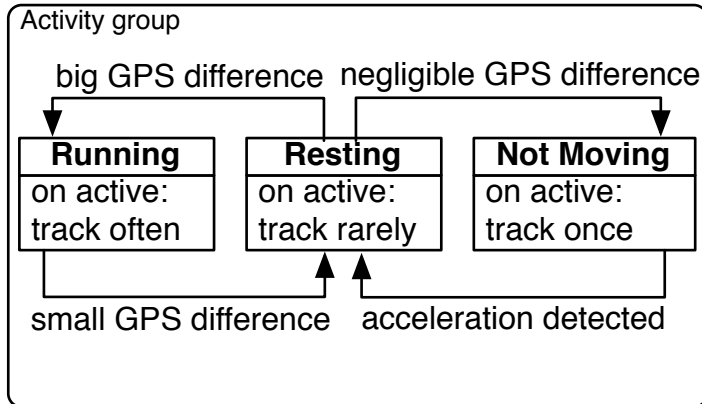 Activity group
big GPS difference
negligible GPS difference
Running
on active:
track often
Resting
on active:
track rarely
Not Moving
on active:
track once
small GPS difference
acceleration detected